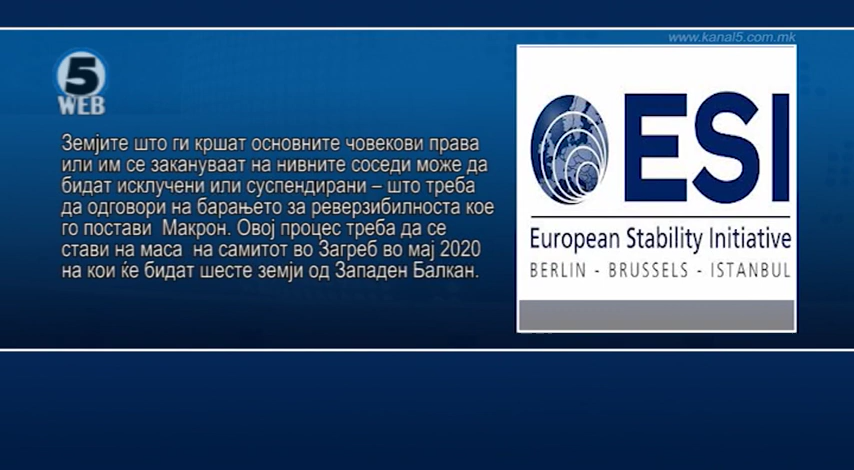 www.kanal5.com.mk
5
WEB
Земјите што ги кршат основните човекови права
или им се закануваат на нивните соседи може да
бидат исклучени или суспендирани – што треба
да одговори на барањето за реверзибилноста кое
го постави Макрон. Овој процес треба да се
стави на маса на самитот во Загреб во мај 2020
на кои ќе бидат шесте земји од Западен Балкан.
ESI
European Stability Initiative
BERLIN - BRUSSELS - ISTANBUL